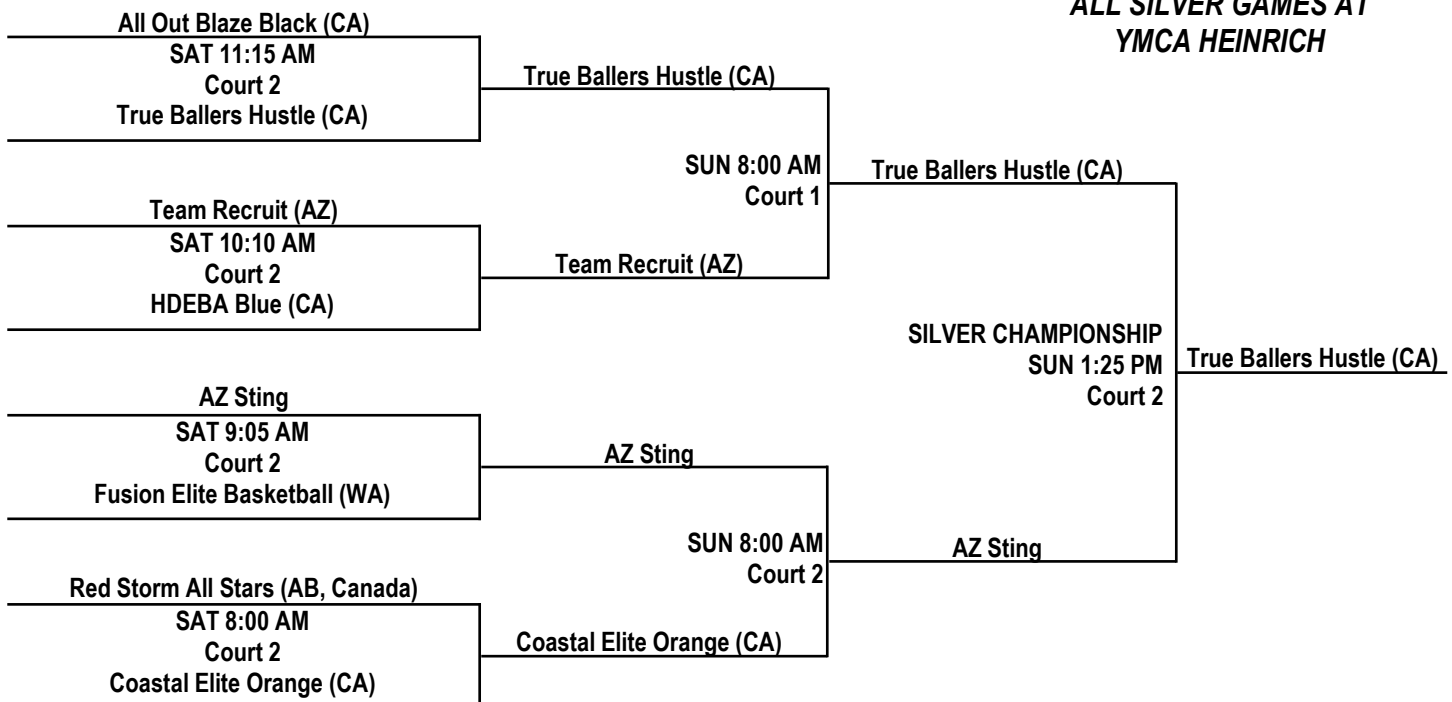 ALL SILVER GAMES AT
YMCA HEINRICH
All Out Blaze Black (CA)
SAT 11:15 AM
Court 2
True Ballers Hustle (CA)
True Ballers Hustle (CA)
SUN 8:00 AM
Court 1
True Ballers Hustle (CA)
Team Recruit (AZ)
SAT 10:10 AM
Court 2
HDEBA Blue (CA)
Team Recruit (AZ)
SILVER CHAMPIONSHIP
SUN 1:25 PM
Court 2
True Ballers Hustle (CA)
AZ Sting
SAT 9:05 AM
Court 2
Fusion Elite Basketball (WA)
AZ Sting
SUN 8:00 AM
Court 2
AZ Sting
Red Storm All Stars (AB, Canada)
SAT 8:00 AM
Court 2
Coastal Elite Orange (CA)
Coastal Elite Orange (CA)